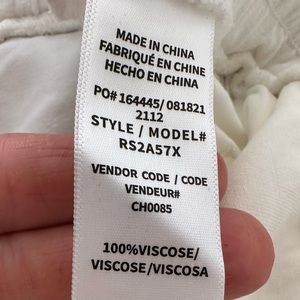 MADE IN CHINA
FABRIQUÉ EN CHINE
HECHO EN CHINA
PO# 164445/ 081821
2112
STYLE / MODEL#
RS2A57X
VENDOR CODE / CODE
VENDEUR#
CH0085
100%VISCOSE/
VISCOSE/VISCOSA